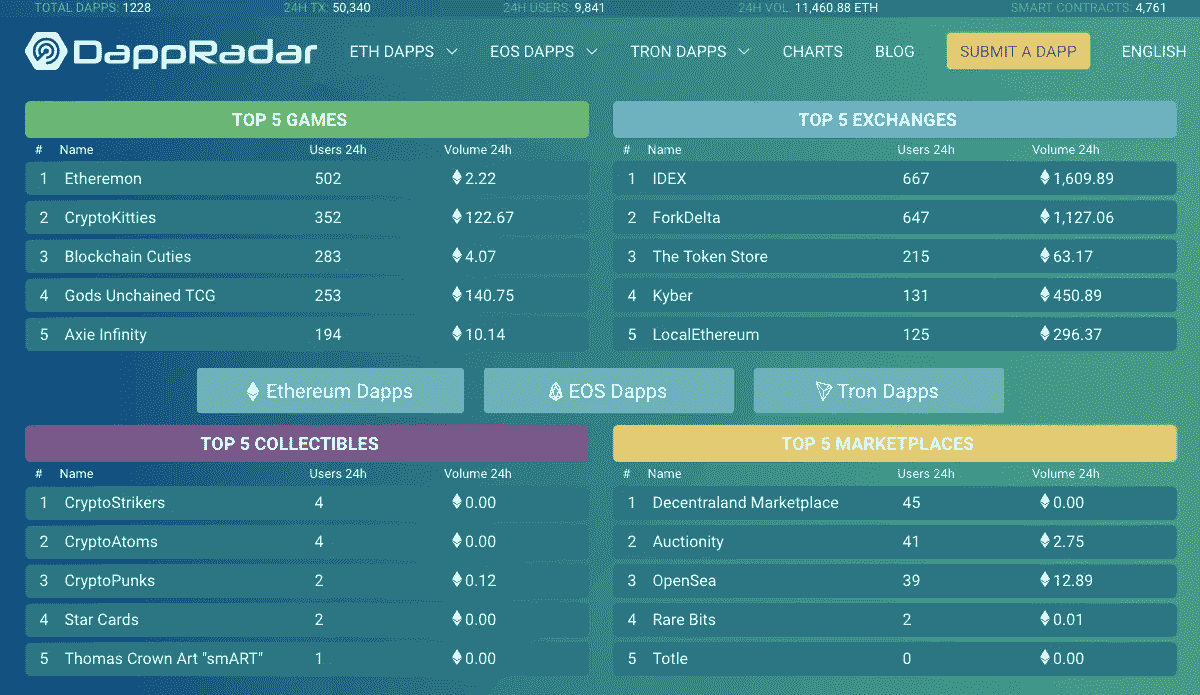 TOTAL DAPPS: 1228 24H TX: 50,340 24H USERS: 9,841 24H VOL: 11,460.88 ETH SMART CONTRACTS: 4,761
DappRadar ETH DAPPS EOS DAPPS TRON DAPPS CHARTS BLOG SUBMIT A DAPP ENGLISH
TOP 5 GAMES
# Name Users 24h Volume 24h
1 Etheremon 502 2.22
2 CryptoKitties 352 122.67
3 Blockchain Cuties 283 4.07
4 Gods Unchained TCG 253 140.75
5 Axie Infinity 194 10.14
TOP 5 EXCHANGES
# Name Users 24h Volume 24h
1 IDEX 667 1,609.89
2 ForkDelta 647 1,127.06
3 The Token Store 215 63.17
4 Kyber 131 450.89
5 LocalEthereum 125 296.37
Ethereum Dapps EOS Dapps Tron Dapps
TOP 5 COLLECTIBLES
# Name Users 24h Volume 24h
1 CryptoStrikers 4 0.00
2 CryptoAtoms 4 0.00
3 CryptoPunks 2 0.12
4 Star Cards 2 0.00
5 Thomas Crown Art "smART" 1 0.00
TOP 5 MARKETPLACES
# Name Users 24h Volume 24h
1 Decentraland Marketplace 45 0.00
2 Auctionity 41 2.75
3 OpenSea 39 12.89
4 Rare Bits 2 0.01
5 Totle 0 0.00